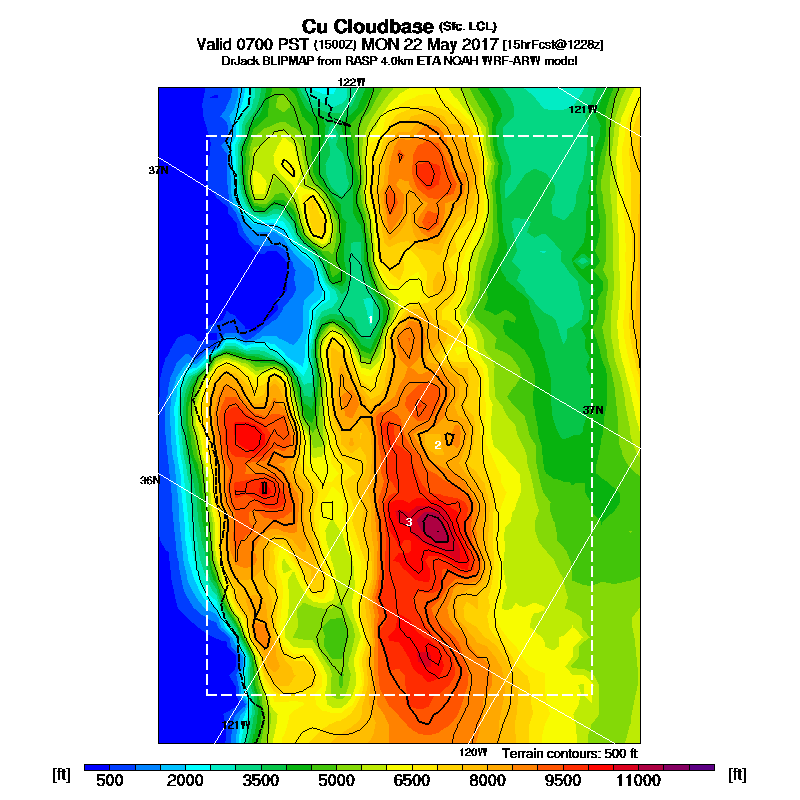 Cu Cloudbase (Sfc. LCL)
Valid 0700 PST (1500Z) MON 22 May 2017 [15hrFcst@1228z]
DrJack BLIPMAP from RASP 4.0km ETA NOAH WRF-ARW model
122W
121W
37N
1
37N
2
36N
3
121W
120W Terrain contours: 500 ft
[ft] 500 2000 3500 5000 6500 8000 9500 11000 [ft]